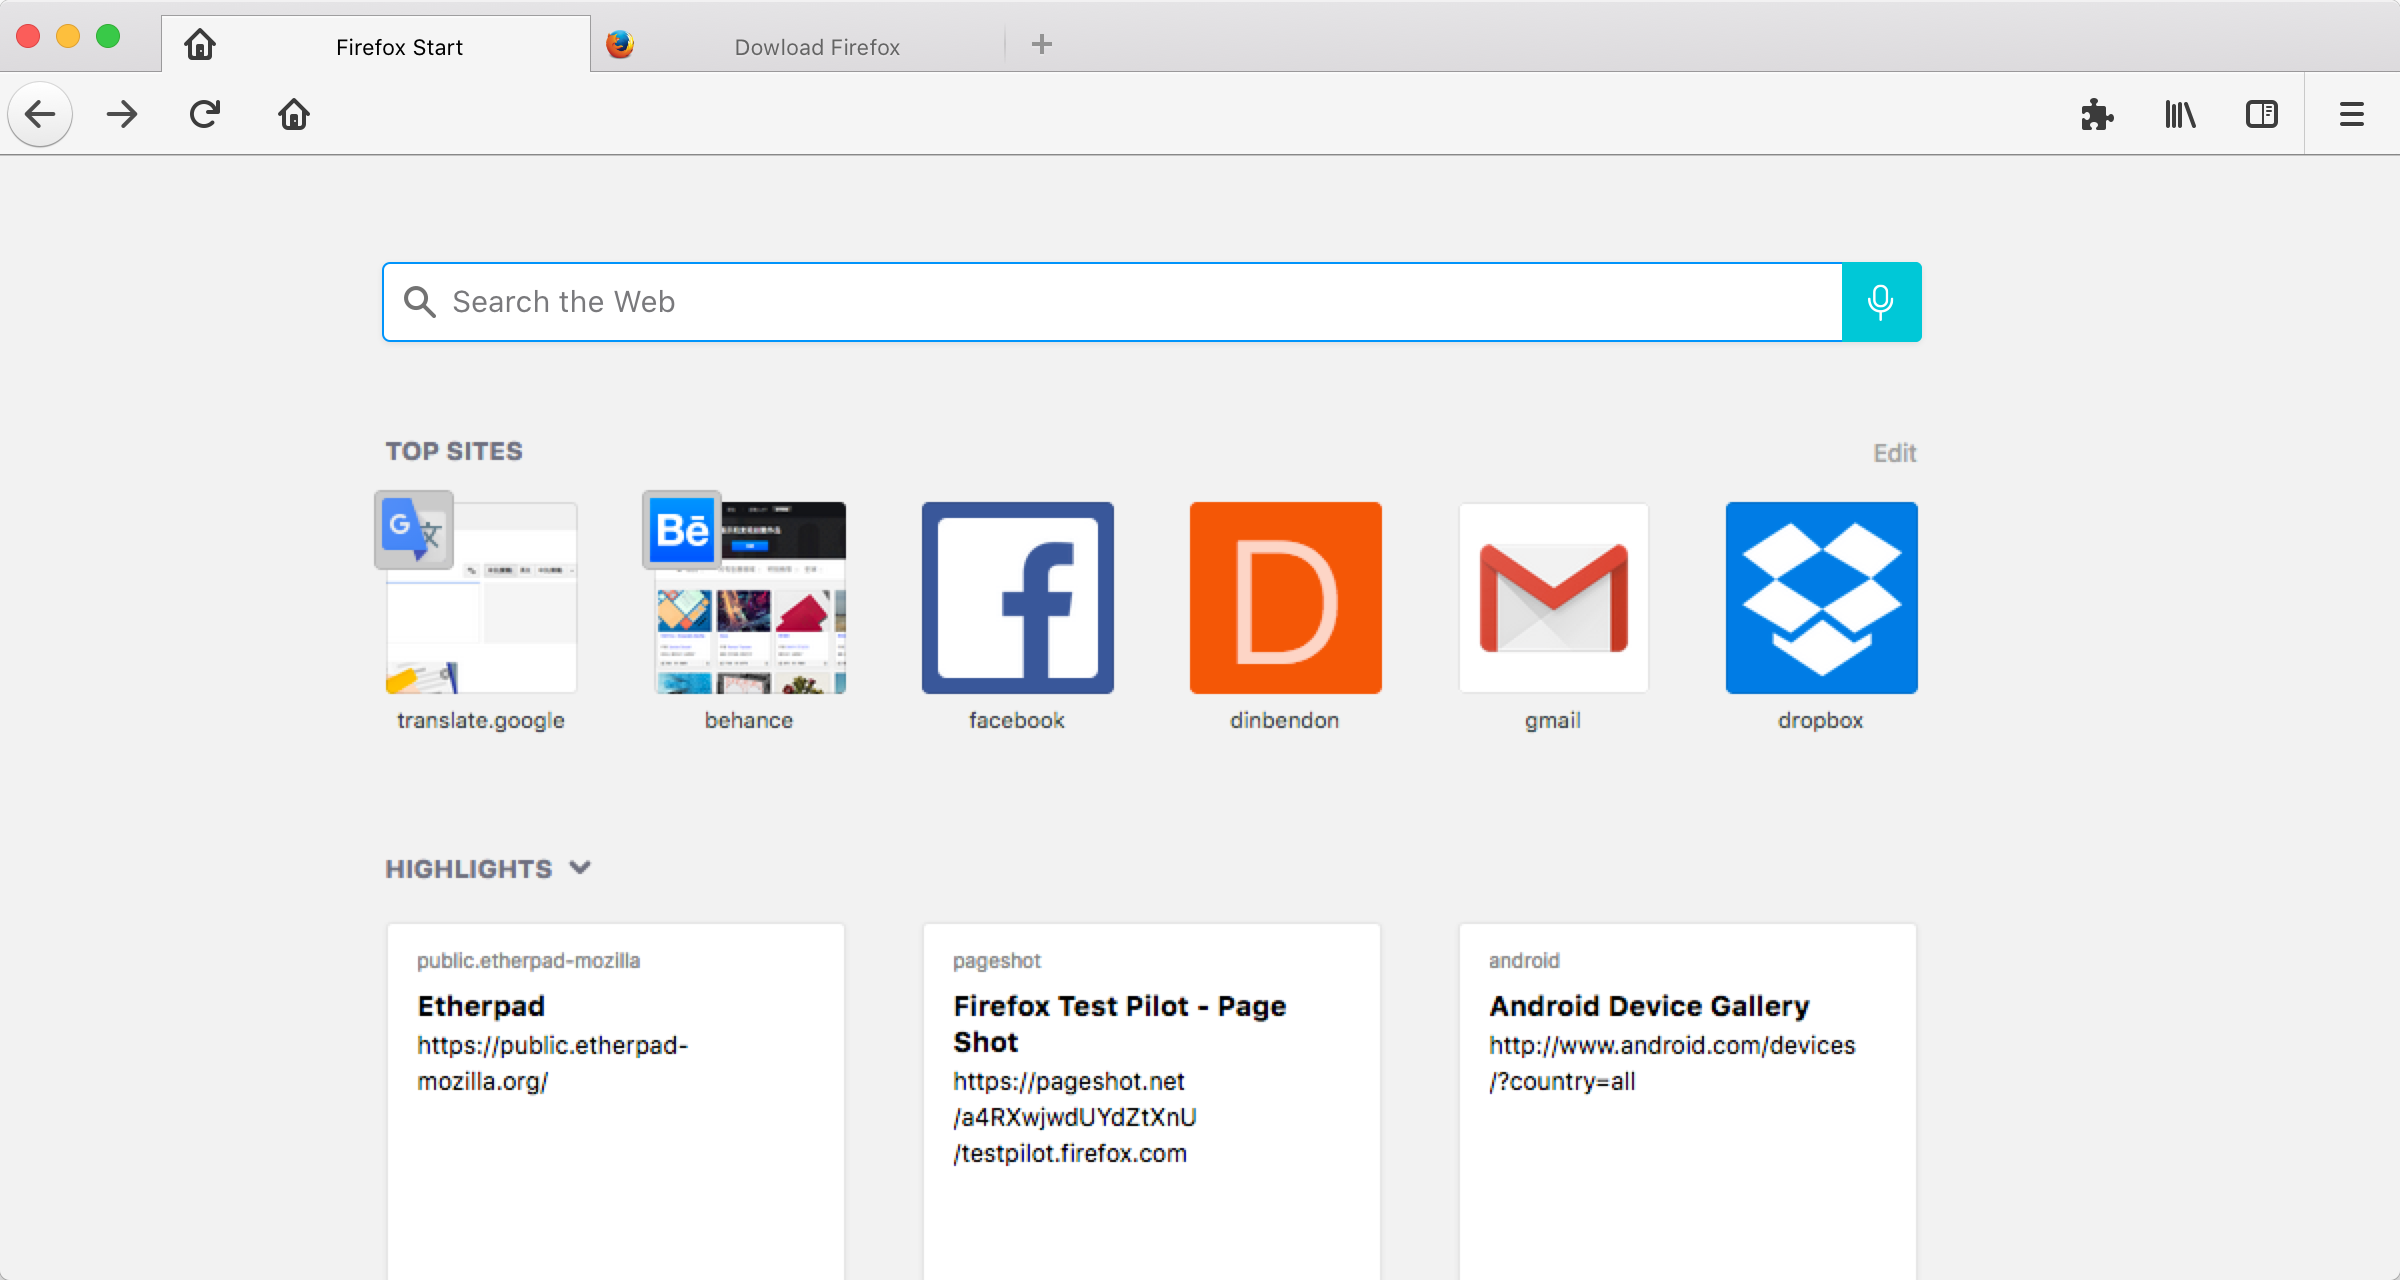 Firefox Start
Dowload Firefox
Search the Web
TOP SITES
Edit
G 文
Bē
D
translate.google
behance
facebook
dinbendon
gmail
dropbox
HIGHLIGHTS
public.etherpad-mozilla
Etherpad
https://public.etherpad-
mozilla.org/
pageshot
Firefox Test Pilot - Page
Shot
https://pageshot.net
/a4RXwjwdUYdZtXnU
/testpilot.firefox.com
android
Android Device Gallery
http://www.android.com/devices
/?country=all